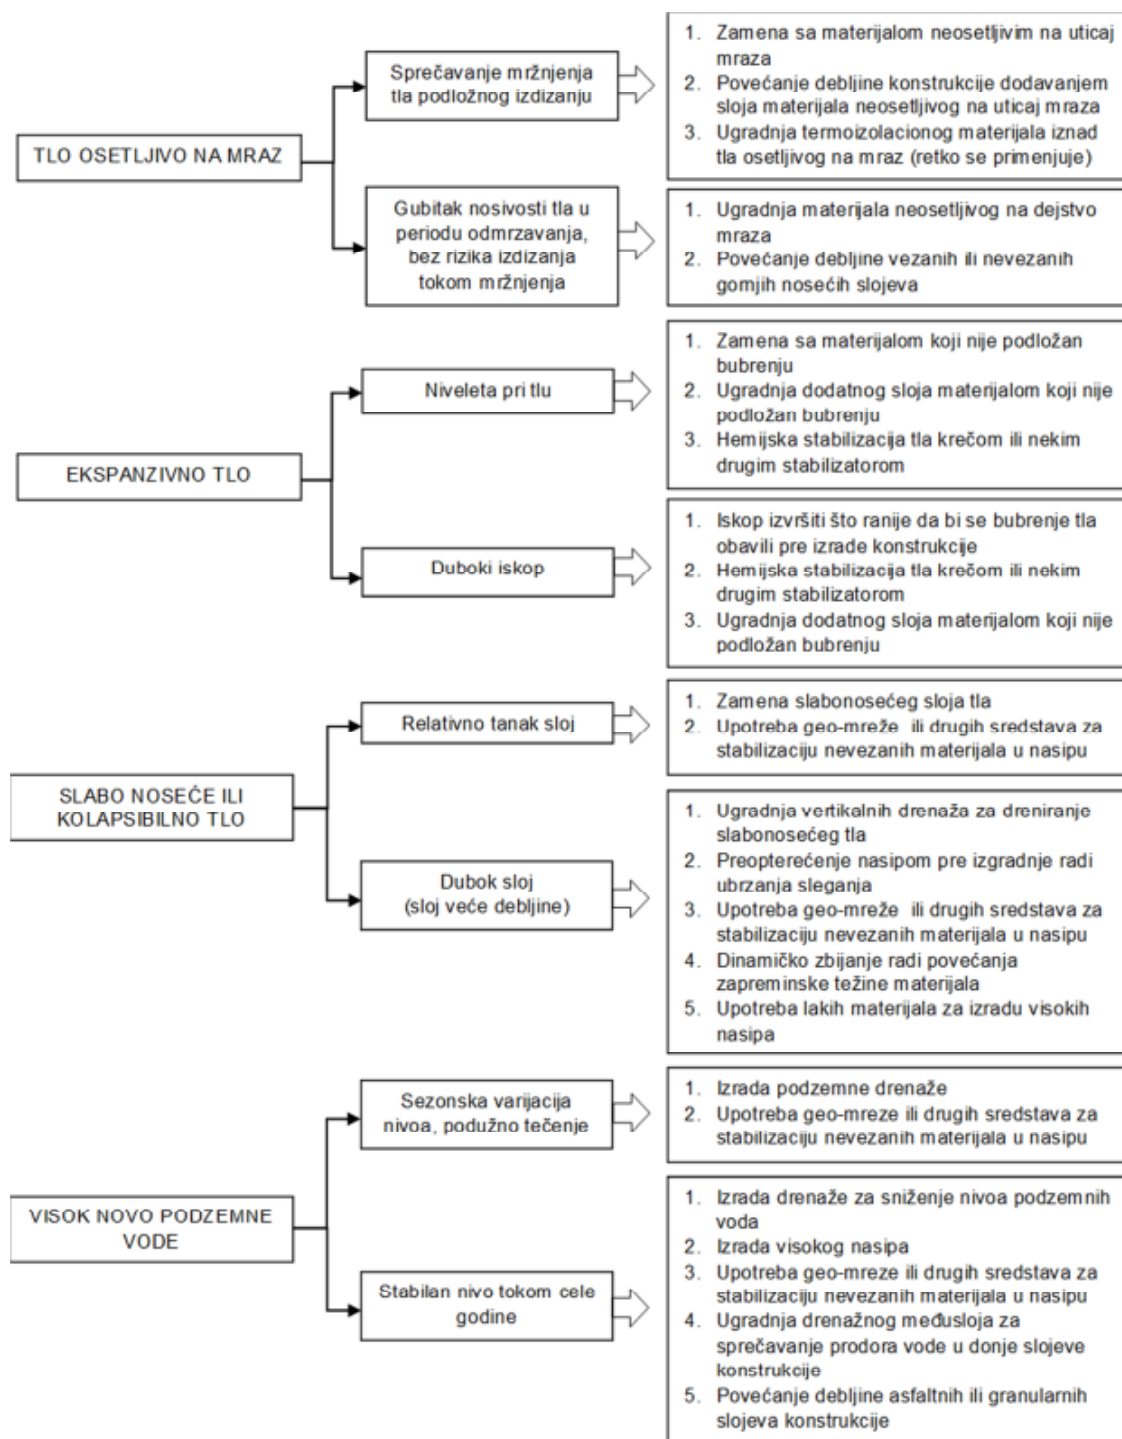 TLO OSETLJIVO NA MRAZ
Sprečavanje mržnjenja
tla podložnog izdizanju
1. Zamena sa materijalom neosetljivim na uticaj
mraza
2. Povećanje debljine konstrukcije dodavanjem
sloja materijala neosetljivog na uticaj mraza
3. Ugradnja termoizolacionog materijala iznad
tla osetljivog na mraz (retko se primenjuje)
Gubitak nosivosti tla u
periodu odmrzavanja,
bez rizika izdizanja
tokom mržnjenja
1. Ugradnja materijala neosetljivog na dejstvo
mraza
2. Povećanje debljine vezanih ili nevezanih
gornjih nosećih slojeva
EKSPANZIVNO TLO
Niveleta pri tlu
1. Zamena sa materijalom koji nije podložan
bubrenju
2. Ugradnja dodatnog sloja materijalom koji nije
podložan bubrenju
3. Hemijska stabilizacija tla krečom ili nekim
drugim stabilizatorom
Duboki iskop
1. Iskop izvršiti što ranije da bi se bubrenje tla
obavili pre izrade konstrukcije
2. Hemijska stabilizacija tla krečom ili nekim
drugim stabilizatorom
3. Ugradnja dodatnog sloja materijalom koji nije
podložan bubrenju
SLABO NOSEĆE ILI
KOLAPSIBILNO TLO
Relativno tanak sloj
1. Zamena slabonosećeg sloja tla
2. Upotreba geo-mreže ili drugih sredstava za
stabilizaciju nevezanih materijala u nasipu
Dubok sloj
(sloj veće debljine)
1. Ugradnja vertikalnih drenaža za dreniranje
slabonosećeg tla
2. Preopterećenje nasipom pre izgradnje radi
ubrzanja sleganja
3. Upotreba geo-mreže ili drugih sredstava za
stabilizaciju nevezanih materijala u nasipu
4. Dinamičko zbijanje radi povećanja
zapreminske težine materijala
5. Upotreba lakih materijala za izradu visokih
nasipa
VISOK NOVO PODZEMNE
VODE
Sezonska varijacija
nivoa, podužno tečenje
1. Izrada podzemne drenaže
2. Upotreba geo-mreze ili drugih sredstava za
stabilizaciju nevezanih materijala u nasipu
Stabilan nivo tokom cele
godine
1. Izrada drenaže za sniženje nivoa podzemnih
voda
2. Izrada visokog nasipa
3. Upotreba geo-mreze ili drugih sredstava za
stabilizaciju nevezanih materijala u nasipu
4. Ugradnja drenažnog međusloja za
sprečavanje prodora vode u donje slojeve
konstrukcije
5. Povećanje debljine asfaltnih ili granularnih
slojeva konstrukcije